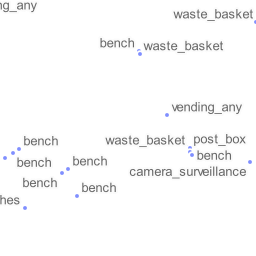 ng_any
waste_basket
bench
waste_basket
vending_any
waste_basket
post_box
bench
bench
bench
bench
camera_surveillance
bench
bench
hes